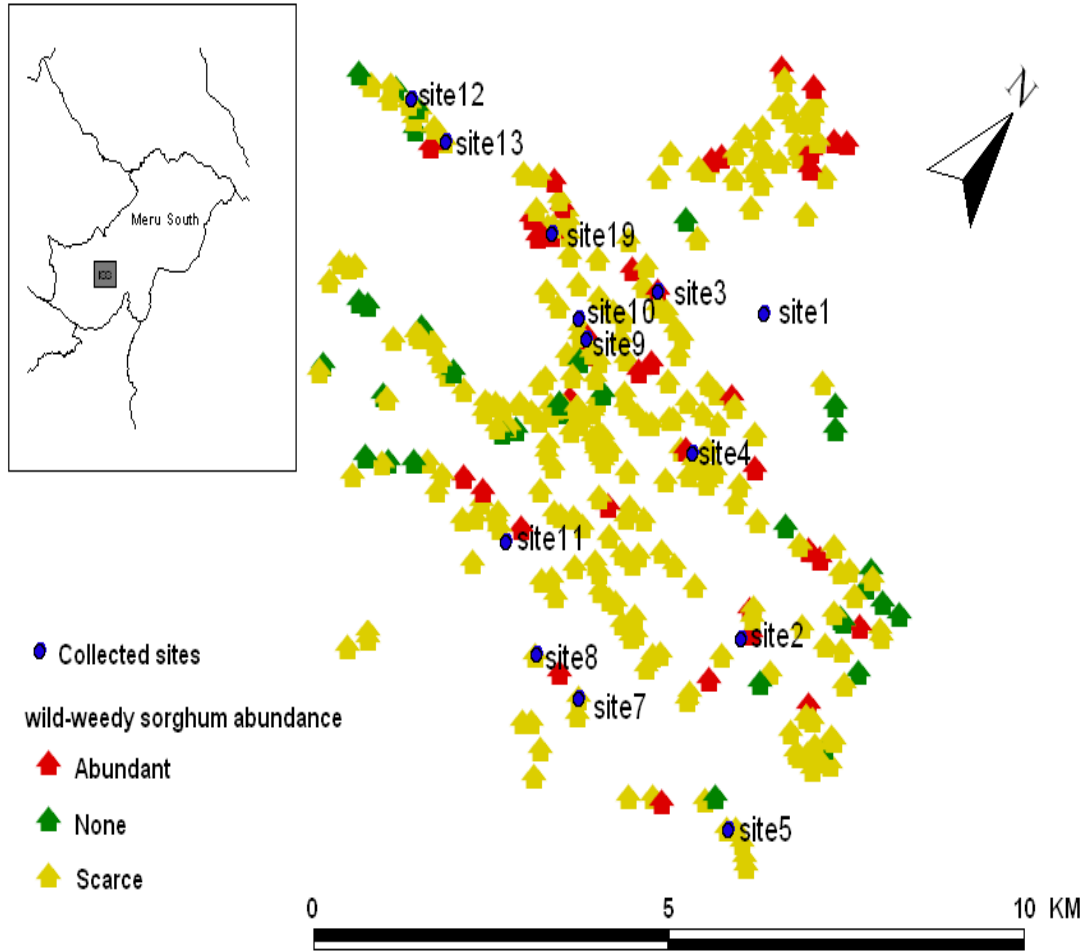 Meru South
N
site12
site13
site19
site3
site10
site1
site9
site4
site11
site2
site8
site7
site5
Collected sites
wild-weedy sorghum abundance
Abundant
None
Scarce
0 5 10 KM